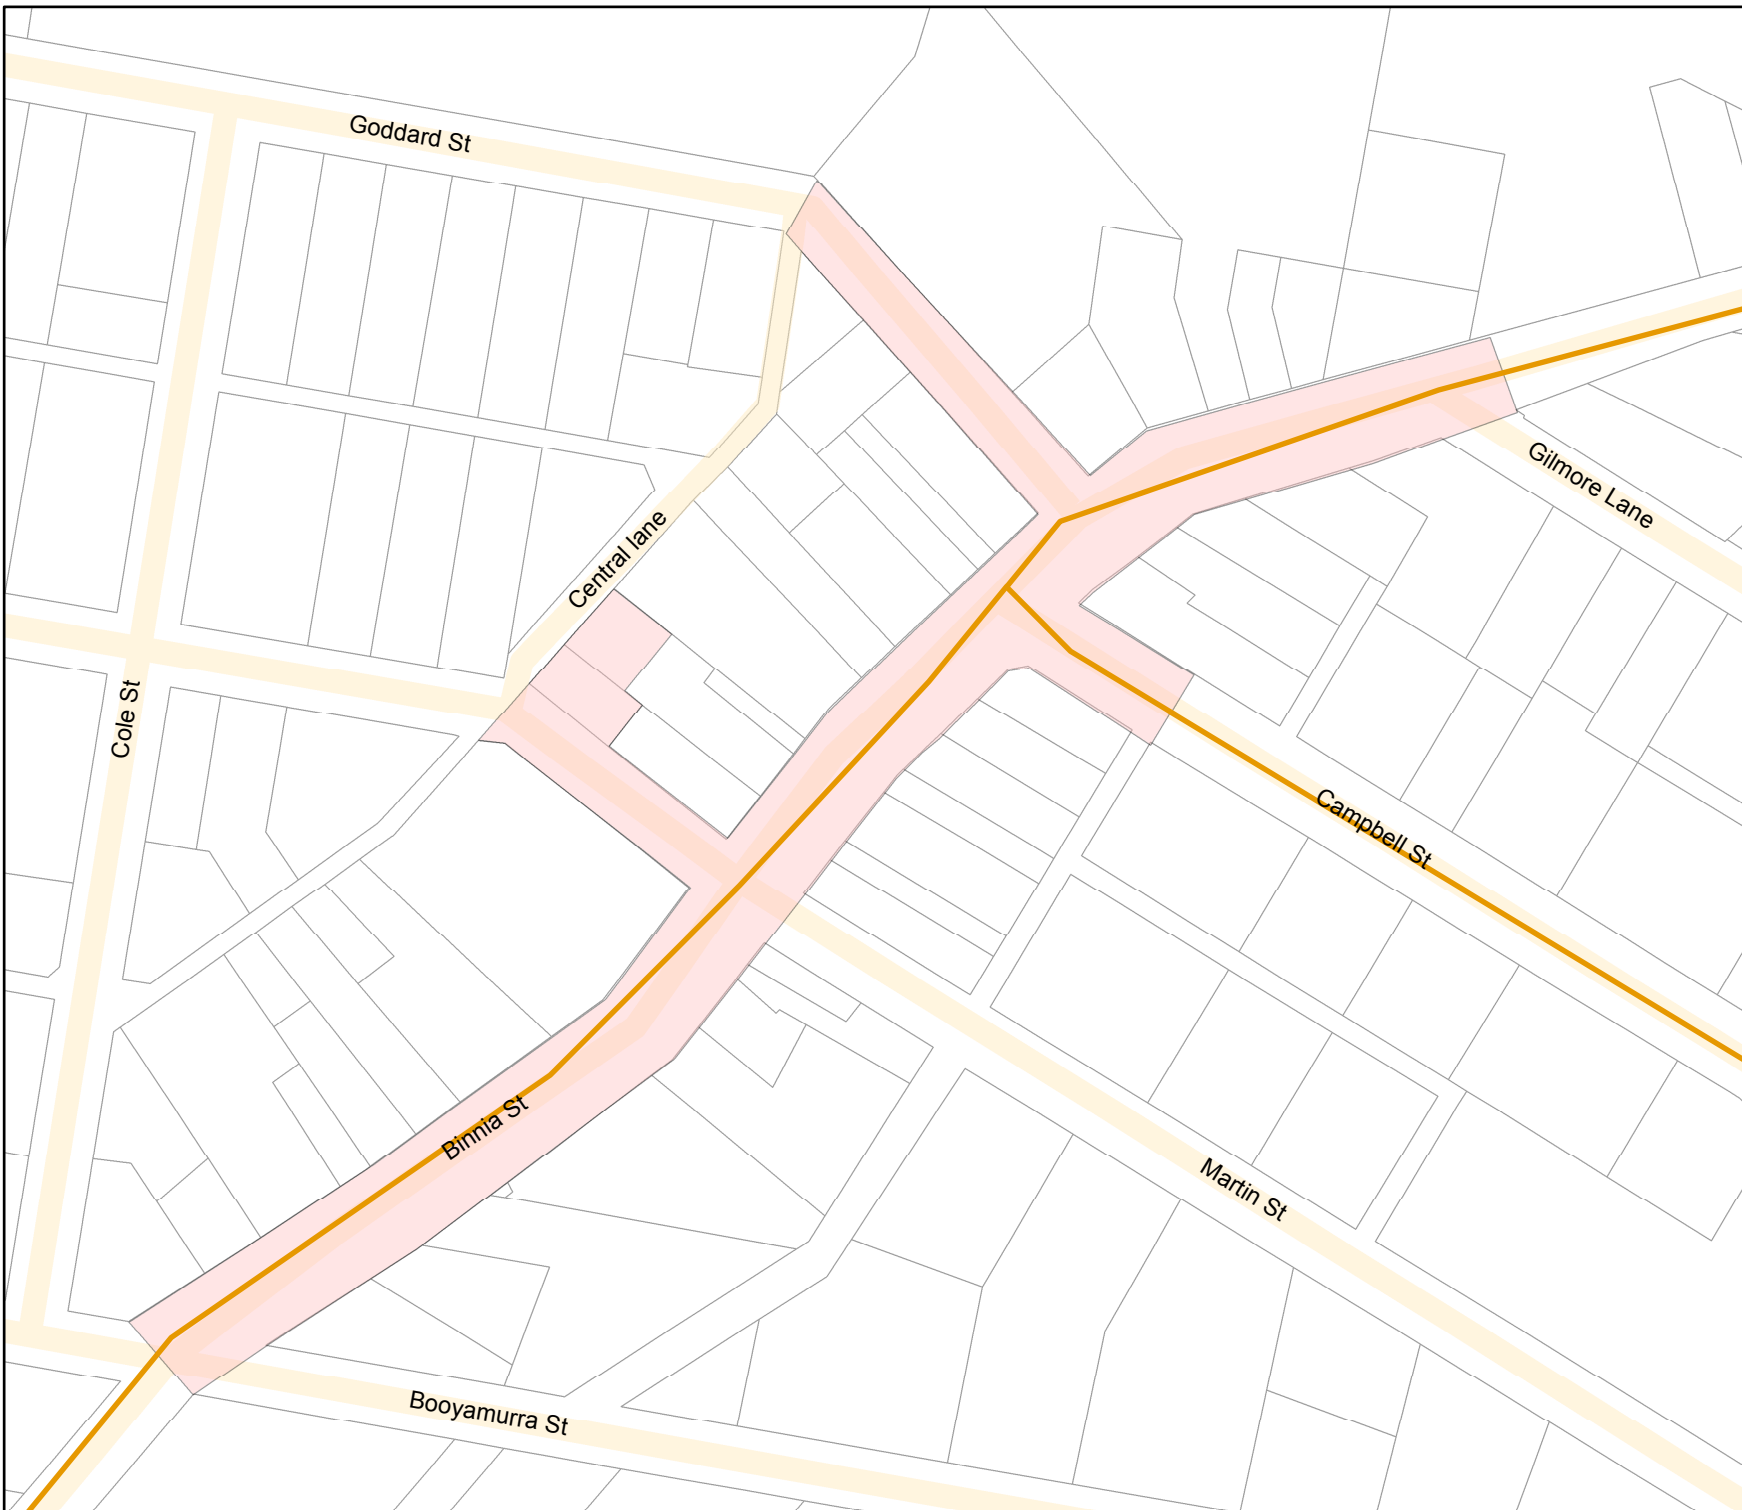 Goddard St
Gilmore Lane
Central lane
Cole St
Campbell St
Binnia St
Martin St
Booyamurra St